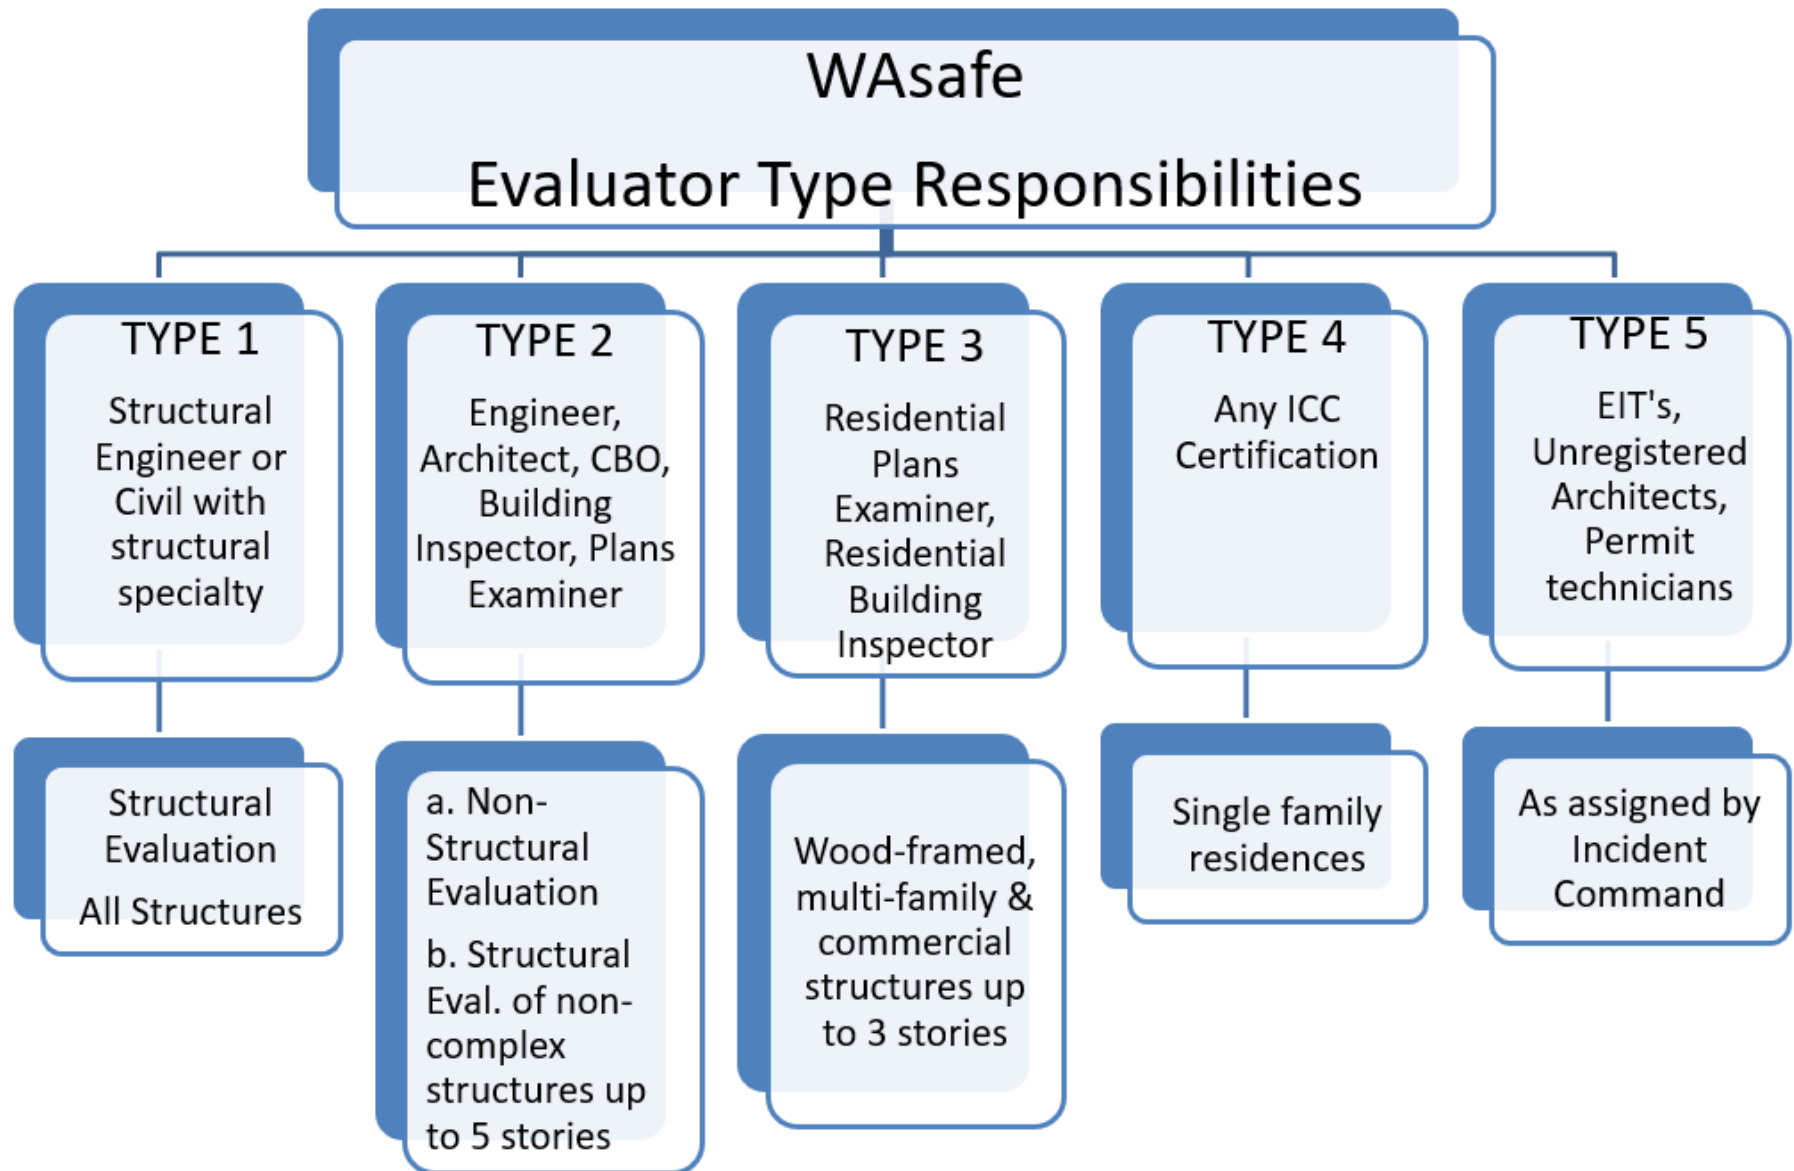 WAsafe
Evaluator Type Responsibilities
TYPE 1
Structural
Engineer or
Civil with
structural
specialty
TYPE 2
Engineer,
Architect, CBO,
Building
Inspector, Plans
Examiner
TYPE 3
Residential
Plans
Examiner,
Residential
Building
Inspector
TYPE 4
Any ICC
Certification
TYPE 5
EIT's,
Unregistered
Architects,
Permit
technicians
Structural
Evaluation
All Structures
a. Non-
Structural
Evaluation
b. Structural
Eval. of non-
complex
structures up
to 5 stories
Wood-framed,
multi-family &
commercial
structures up
to 3 stories
Single family
residences
As assigned by
Incident
Command